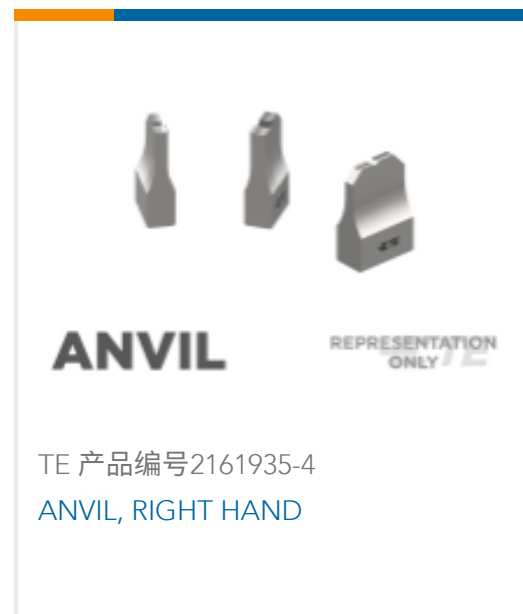 ANVIL
REPRESENTATION
ONLY
TE
TE 产品编号2161935-4
ANVIL, RIGHT HAND